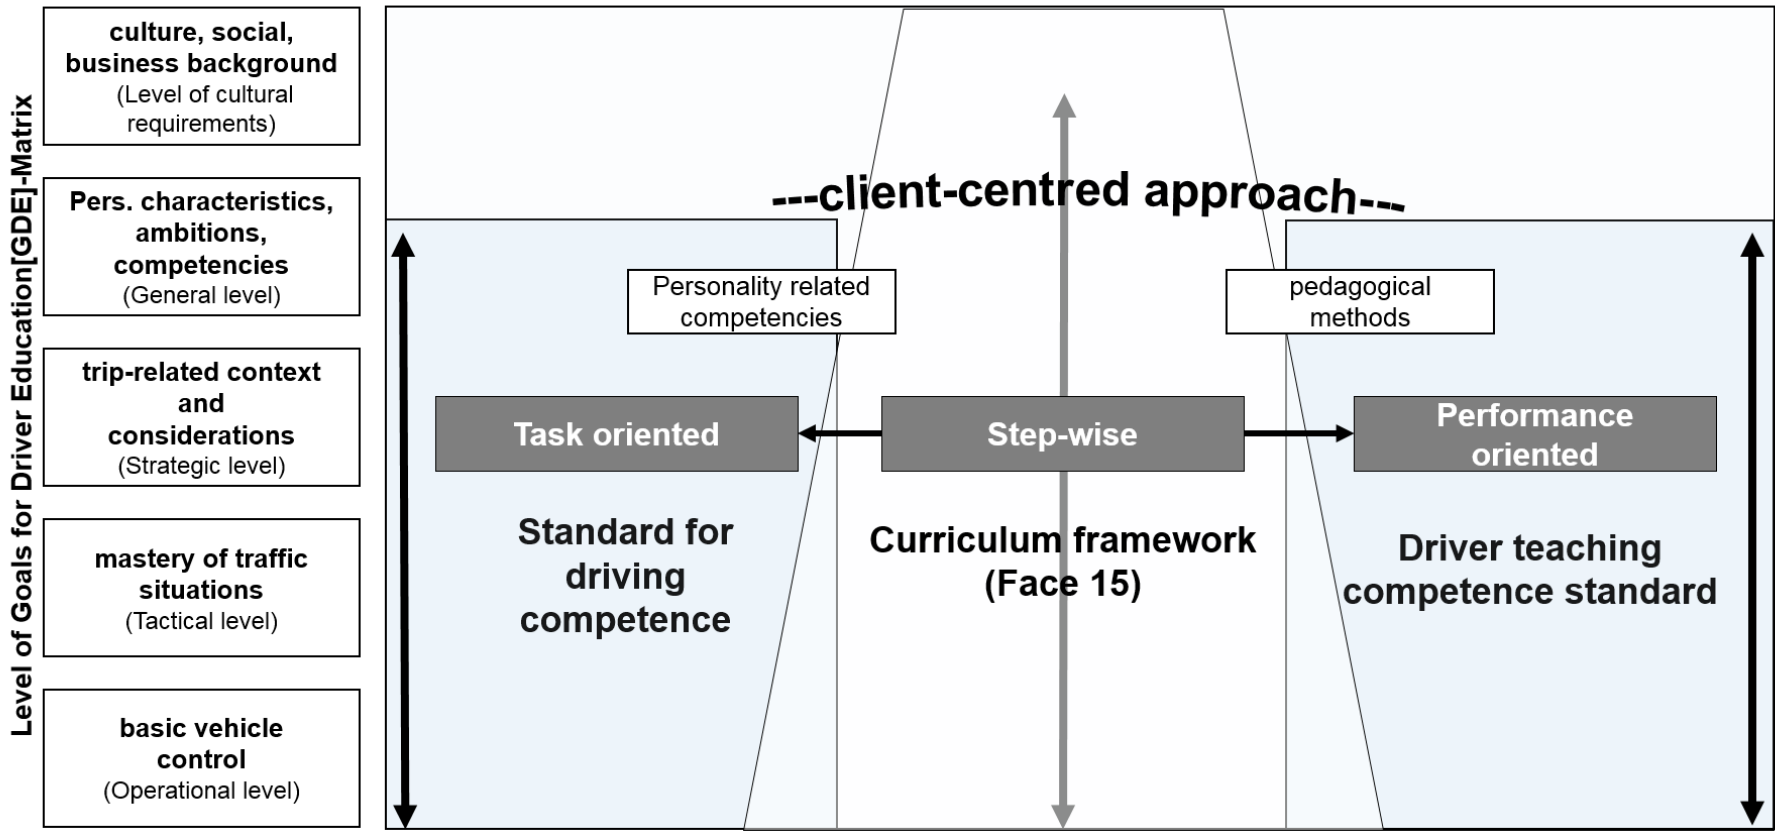 Level of Goals for Driver Education[GDE]-Matrix
culture, social,
business background
(Level of cultural
requirements)
Pers. characteristics,
ambitions,
competencies
(General level)
trip-related context
and
considerations
(Strategic level)
mastery of traffic
situations
(Tactical level)
basic vehicle
control
(Operational level)
---client-centred approach---
Personality related
competencies
pedagogical
methods
Task oriented
Step-wise
Performance
oriented
Standard for
driving
competence
Curriculum framework
(Face 15)
Driver teaching
competence standard